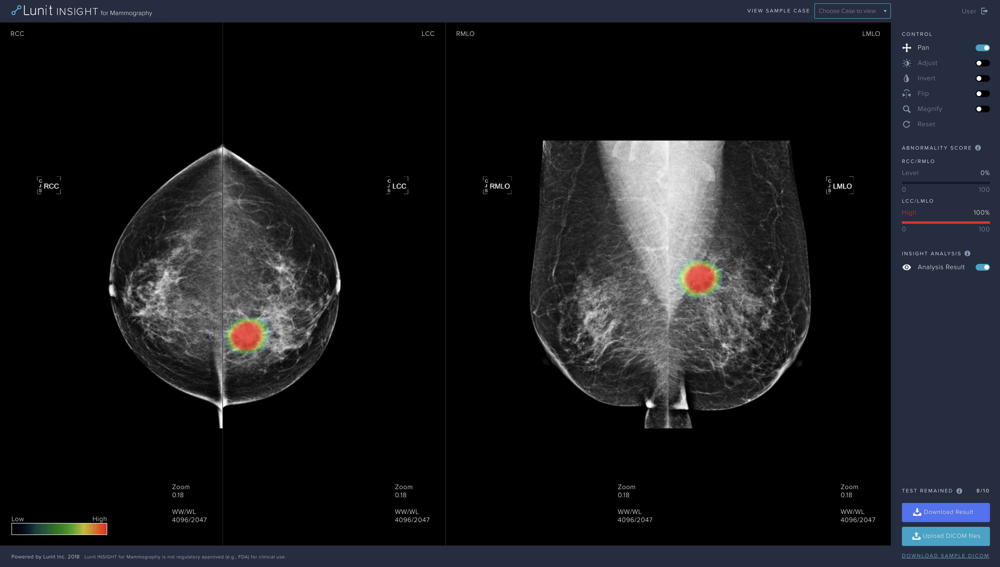 Lunit INSIGHT for Mammography
VIEW SAMPLE CASE
Choose Case to view
User
RCC
LCC
RMLO
LMLO
CJS RCC
CJS LCC
CJS RMLO
CJS LMLO
Zoom
0.18
WW/WL
4096/2047
Zoom
0.18
WW/WL
4096/2047
Zoom
0.18
WW/WL
4096/2047
Zoom
0.18
WW/WL
4096/2047
Low High
CONTROL
Pan
Adjust
Invert
Flip
Magnify
Reset
ABNORMALITY SCORE
RCC/RMLO
Level 0%
0 100
LCC/LMLO
High 100%
0 100
INSIGHT ANALYSIS
Analysis Result
TEST REMAINED 8/10
Download Result
Upload DICOM files
DOWNLOAD SAMPLE DICOM
Powered by Lunit Inc. 2018 Lunit INSIGHT for Mammography is not regulatory approved (e.g., FDA) for clinical use.